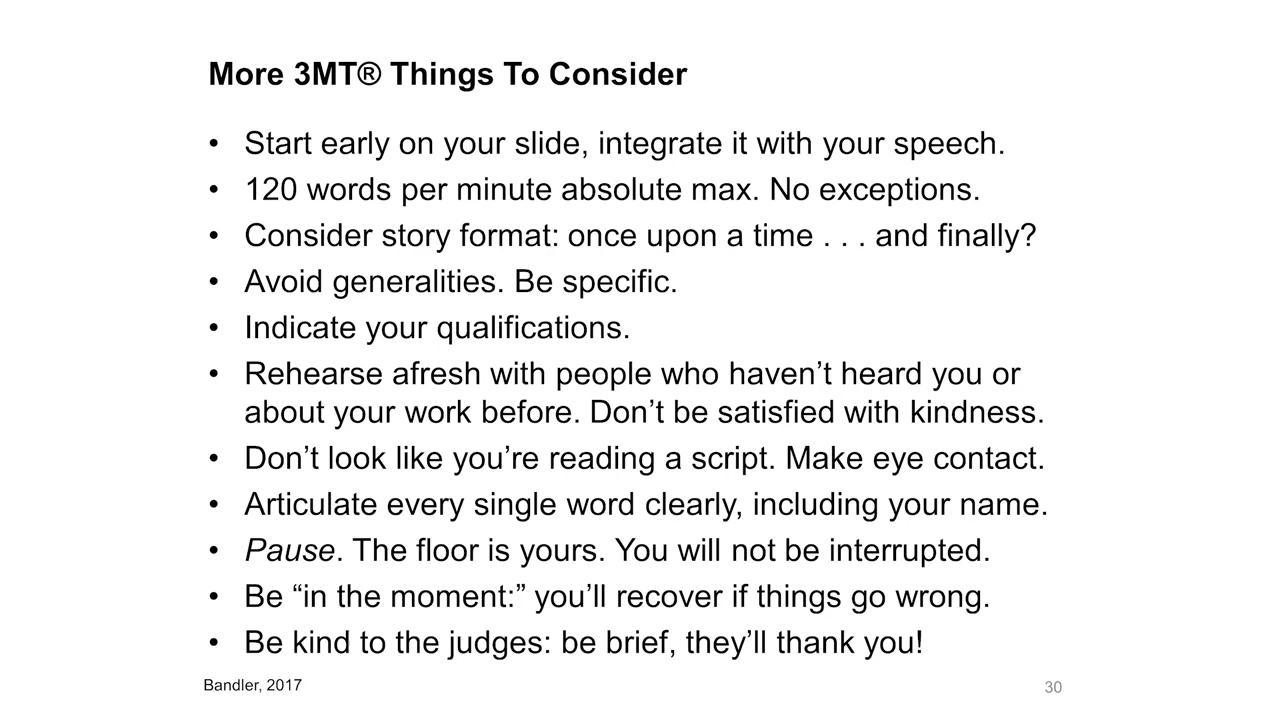 More 3MT® Things To Consider
• Start early on your slide, integrate it with your speech.
• 120 words per minute absolute max. No exceptions.
• Consider story format: once upon a time . . . and finally?
• Avoid generalities. Be specific.
• Indicate your qualifications.
• Rehearse afresh with people who haven’t heard you or
about your work before. Don’t be satisfied with kindness.
• Don’t look like you’re reading a script. Make eye contact.
• Articulate every single word clearly, including your name.
• Pause. The floor is yours. You will not be interrupted.
• Be “in the moment:” you’ll recover if things go wrong.
• Be kind to the judges: be brief, they’ll thank you!
Bandler, 2017
30